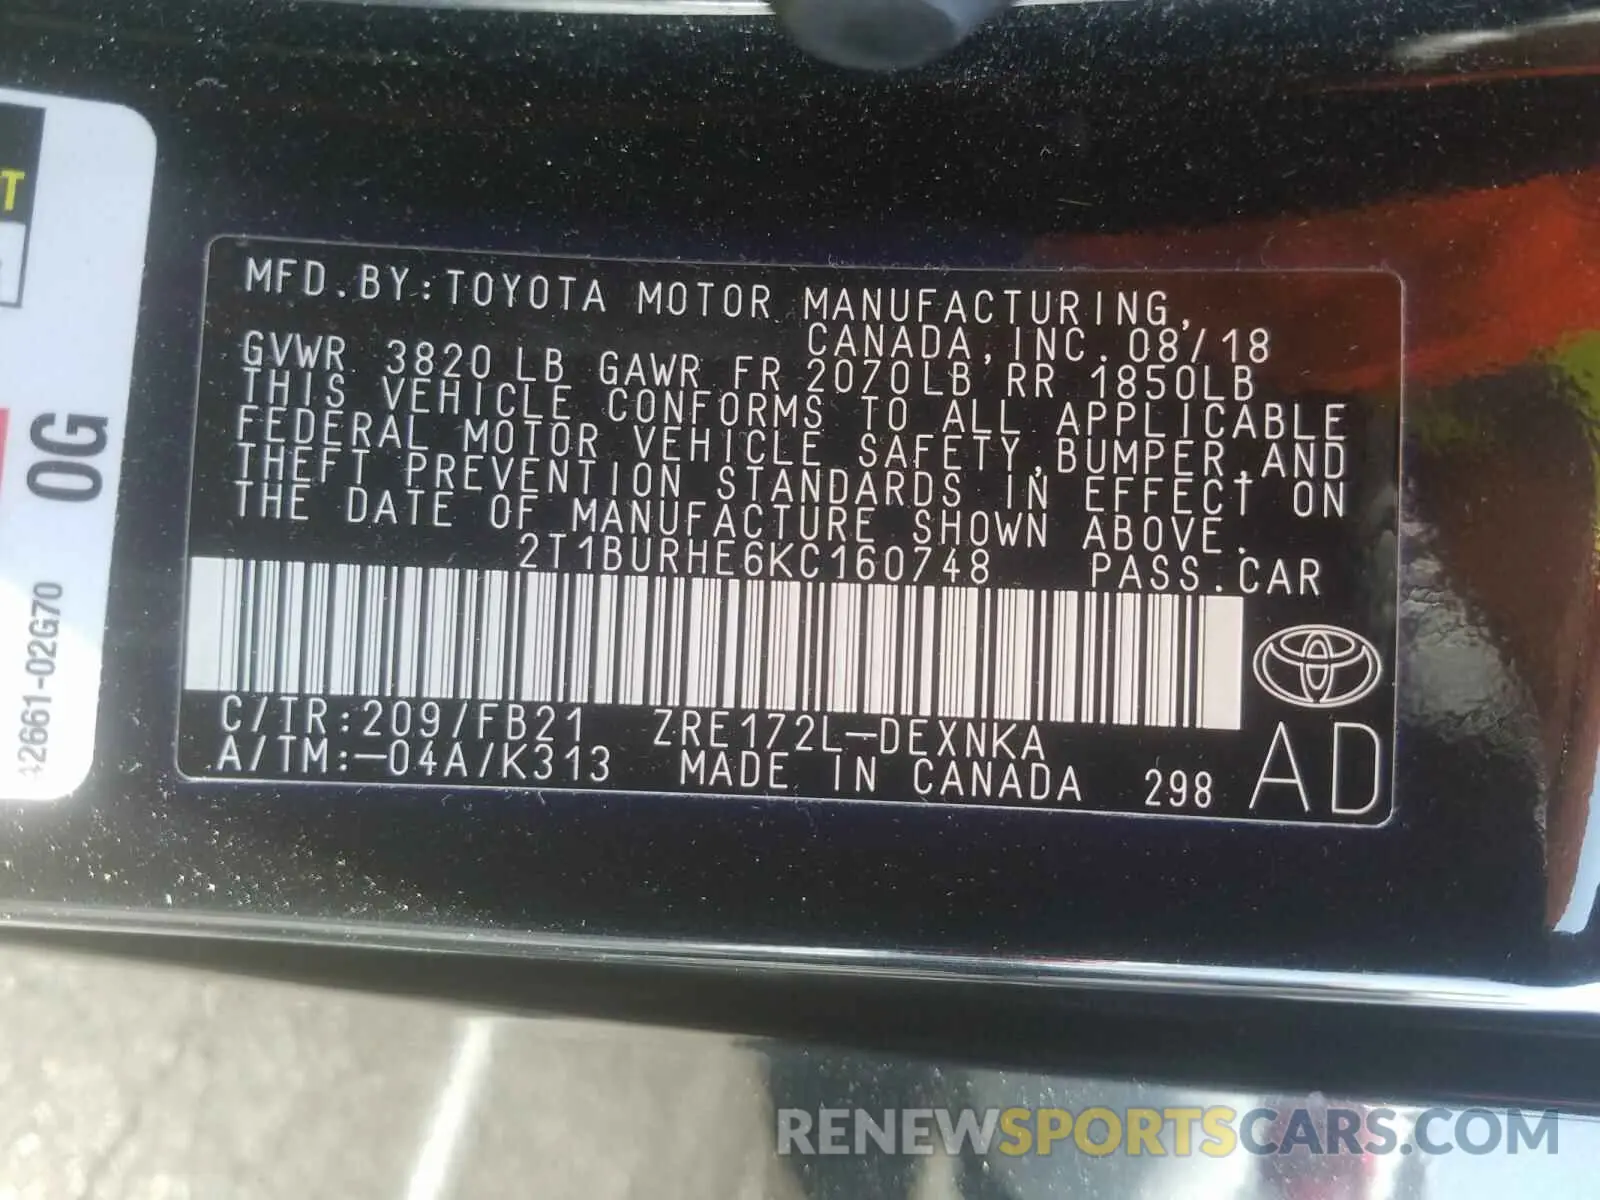 MFD.BY:TOYOTA MOTOR MANUFACTURING,
CANADA,INC. 08/18
GVWR 3820 LB GAWR FR 2070LB RR 1850LB
THIS VEHICLE CONFORMS TO ALL APPLICABLE
FEDERAL MOTOR VEHICLE SAFETY,BUMPER,AND
THEFT PREVENTION STANDARDS IN EFFECT ON
THE DATE OF MANUFACTURE SHOWN ABOVE.
2T1BURHE6KC160748 PASS.CAR
C/TR:209/FB21 ZRE172L-DEXNKA
A/TM:-04A/K313 MADE IN CANADA 298 AD
T
0G
42661-02G70
RENEWSPORTSCARS.COM